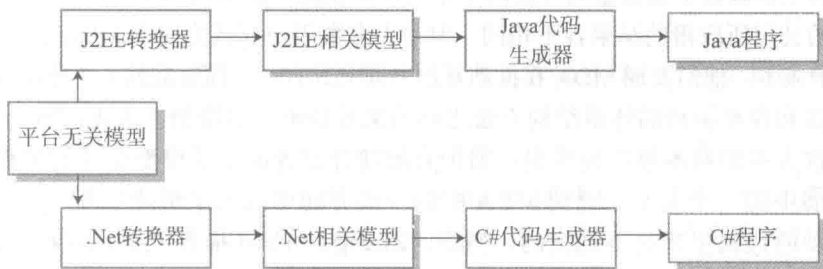 J2EE转换器
J2EE相关模型
Java代码
生成器
Java程序
平台无关模型
.Net转换器
.Net相关模型
C#代码生成器
C#程序